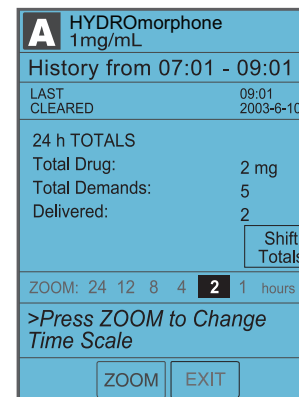 A HYDROmorphone
1mg/mL
History from 07:01 - 09:01
LAST 09:01
CLEARED 2003-6-10
24 h TOTALS
Total Drug: 2 mg
Total Demands: 5
Delivered: 2
Shift
Totals
ZOOM: 24 12 8 4 2 1 hours
>Press ZOOM to Change
Time Scale
ZOOM EXIT